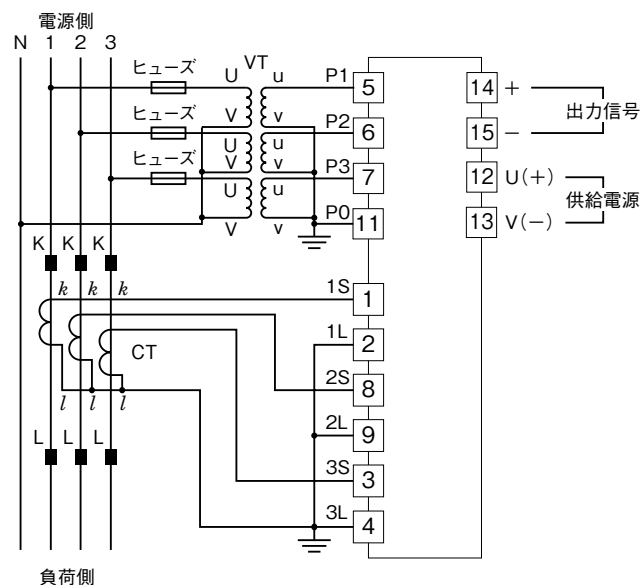 電源側
N 1 2 3
ヒューズ
U VT u P1 5
V v
ヒューズ
U u P2 6
V v
ヒューズ
U u P3 7
V v P0 11
14 +
出力信号
15 −
12 U(+)
供給電源
13 V(−)
K K K
k k k
1S 1
1L 2
CT
2S 8
l l l
2L 9
L L L
3S 3
3L 4
負荷側